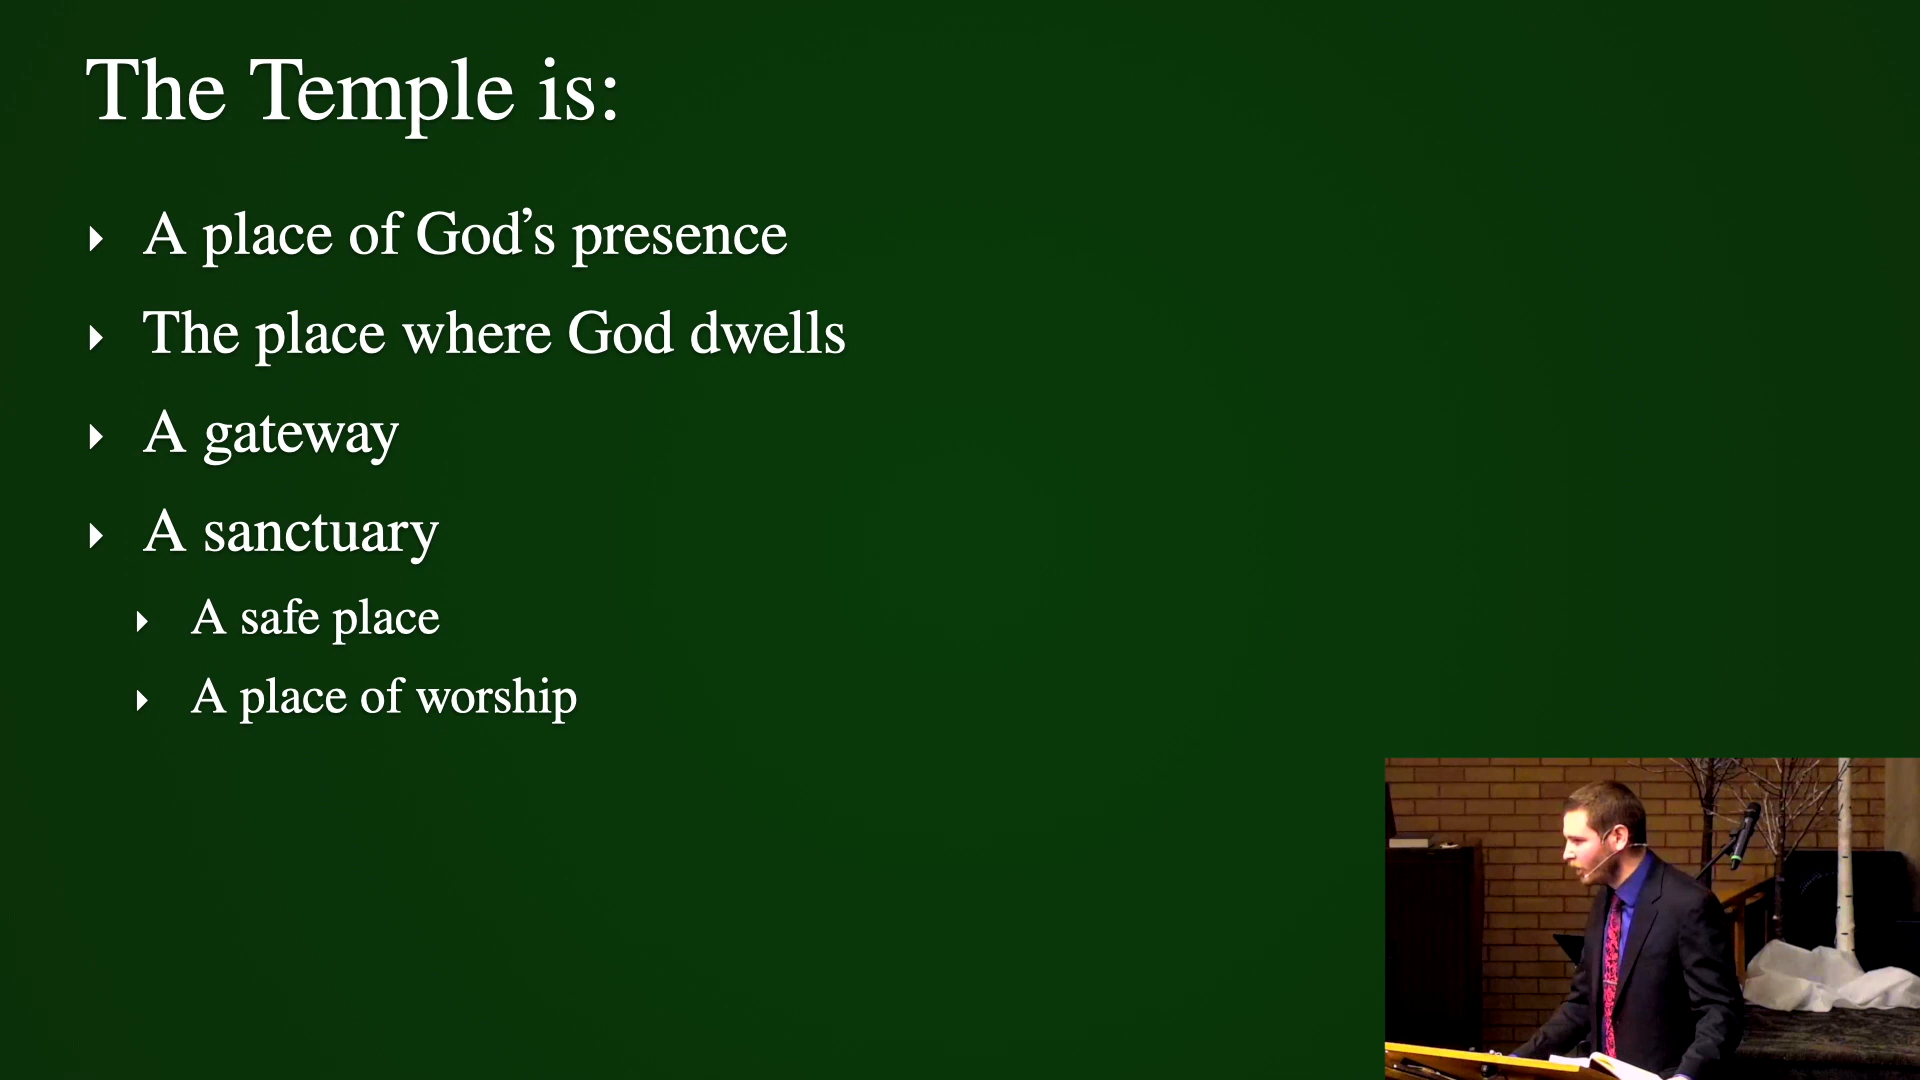 The Temple is:
A place of God’s presence
The place where God dwells
A gateway
A sanctuary
A safe place
A place of worship